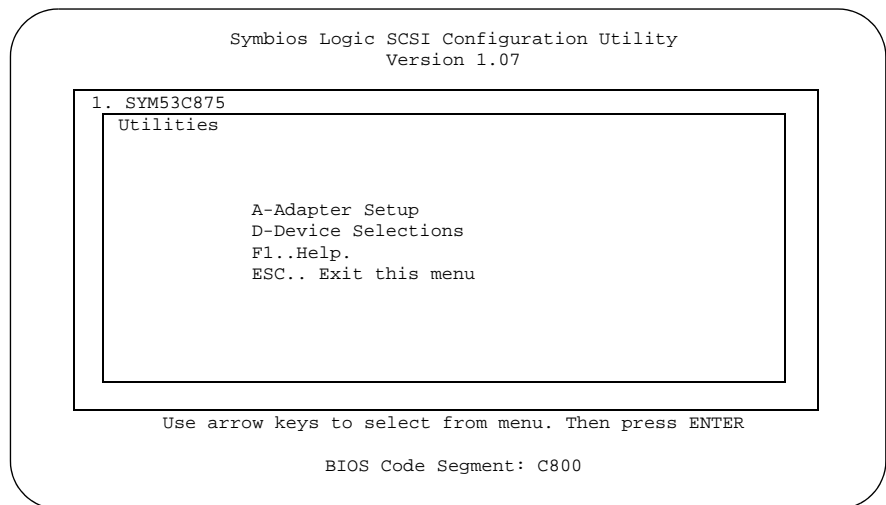 Symbios Logic SCSI Configuration Utility
Version 1.07
1. SYM53C875
Utilities
A-Adapter Setup
D-Device Selections
F1..Help.
ESC.. Exit this menu
Use arrow keys to select from menu. Then press ENTER
BIOS Code Segment: C800